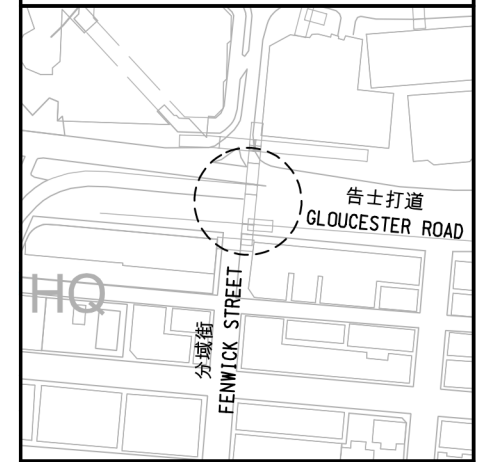 告士打道
GLOUCESTER ROAD
HQ
分域街
FENWICK STREET